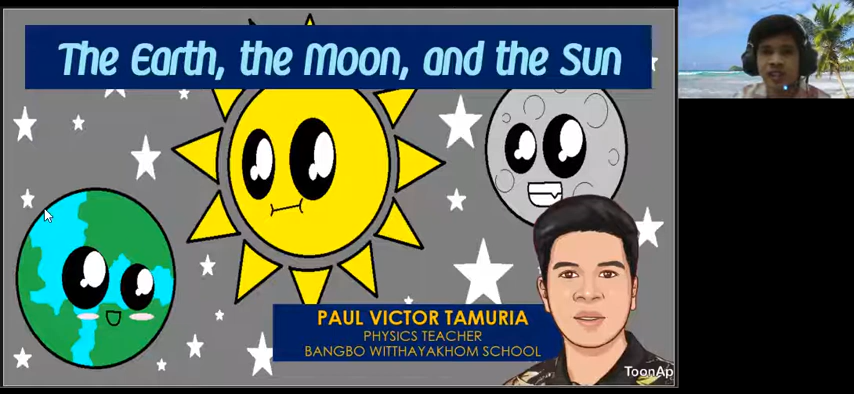 The Earth, the Moon, and the Sun
PAUL VICTOR TAMURIA
PHYSICS TEACHER
BANGBO WITTHAYAKHOM SCHOOL
ToonAp